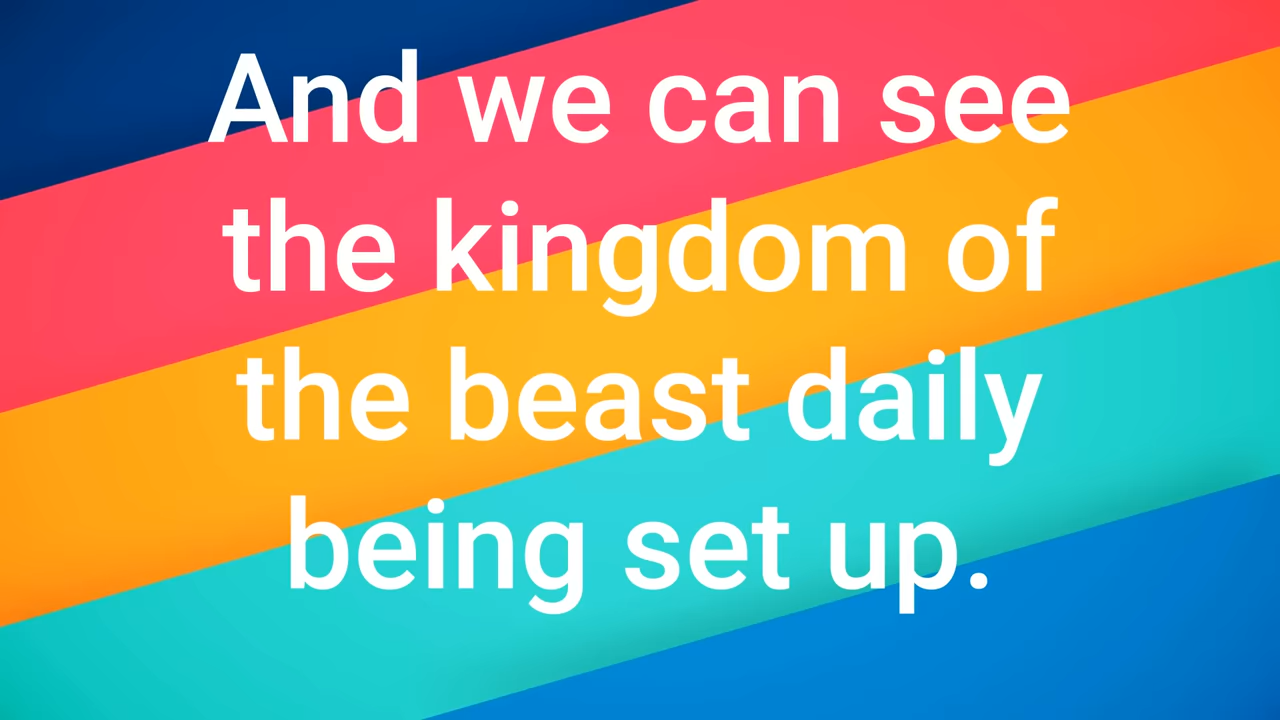 And we can see
the kingdom of
the beast daily
being set up.